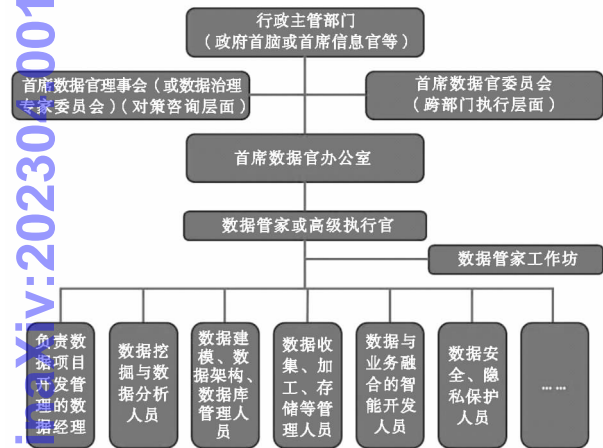 行政主管部门
（政府首脑或首席信息官等）
首席数据官理事会（或数据治理
专家委员会）（对策咨询层面）
首席数据官委员会
（跨部门执行层面）
首席数据官办公室
数据管家或高级执行官
数据管家工作坊
负责数
据项目
开发管
理的数
据经理
数据挖
掘与数
据分析
人员
数据建
模、数
据架构、
数据库
管理人
员
数据收
集、加
工、存
储等管
理人员
数据与
业务融
合的智
能开发
人员
数据安
全、隐
私保护
人员
……
inaXiv:202304.001